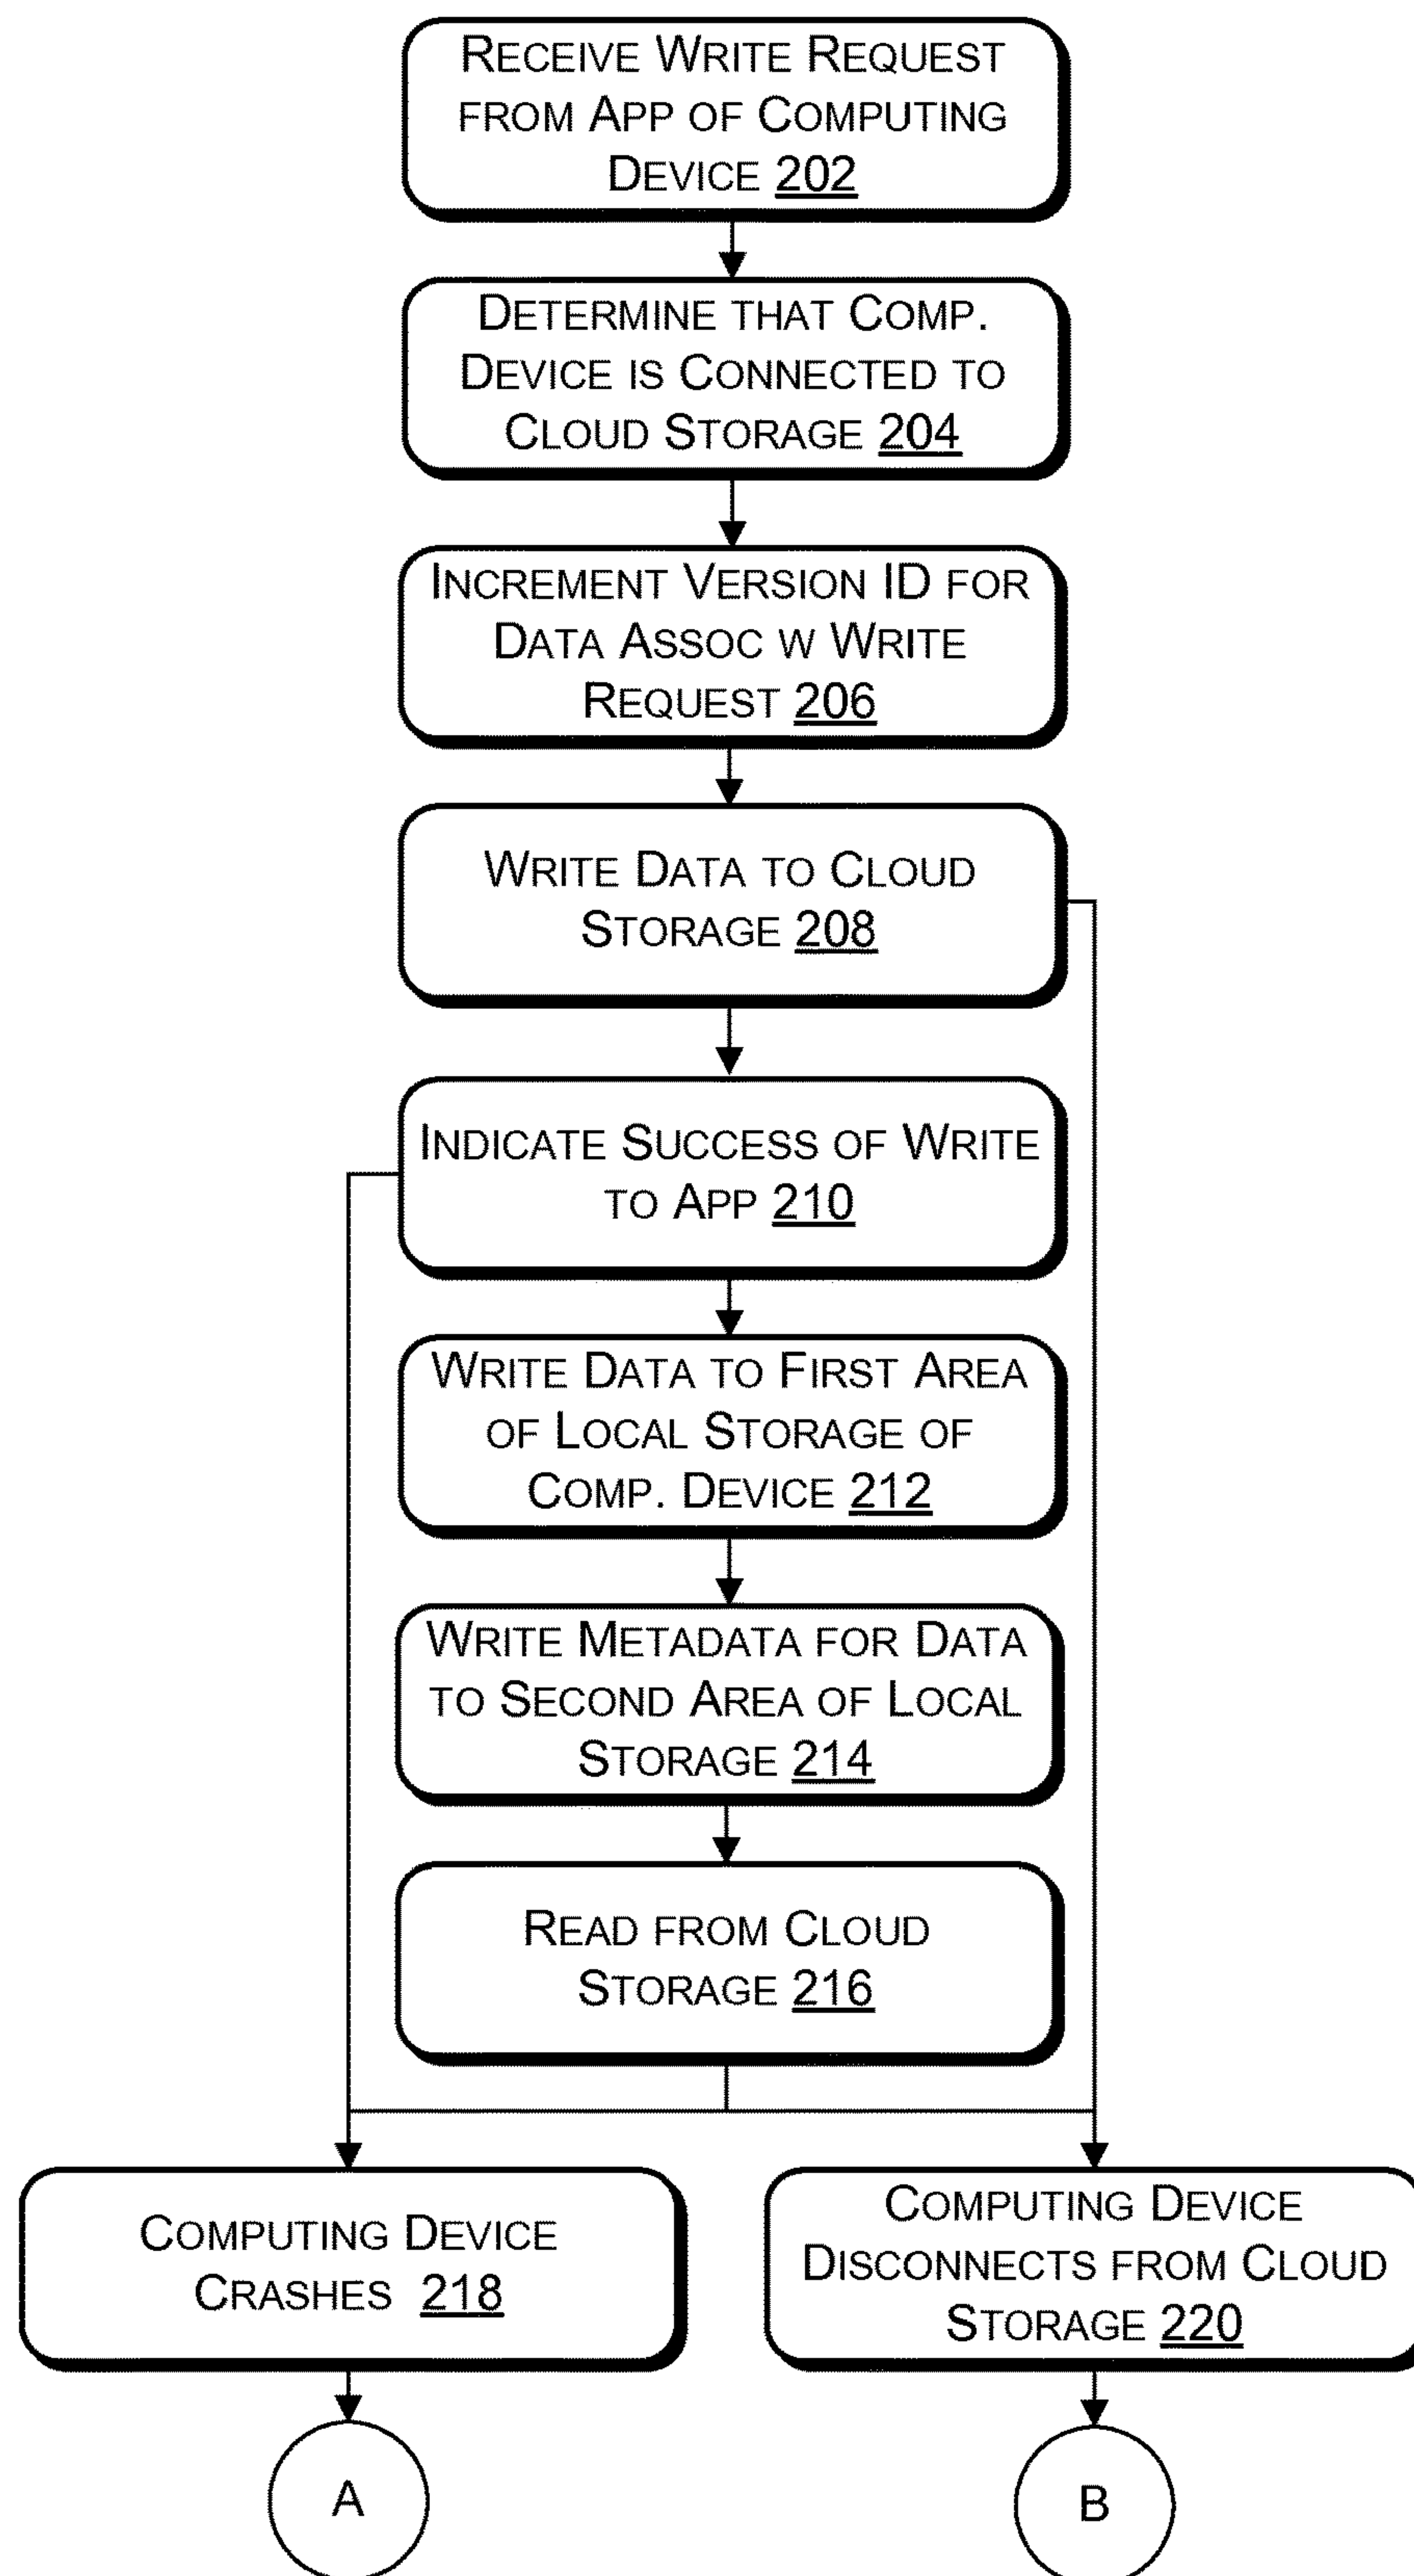 RECEIVE WRITE REQUEST
FROM APP OF COMPUTING
DEVICE 202
DETERMINE THAT COMP.
DEVICE IS CONNECTED TO
CLOUD STORAGE 204
INCREMENT VERSION ID FOR
DATA ASSOC W WRITE
REQUEST 206
WRITE DATA TO CLOUD
STORAGE 208
INDICATE SUCCESS OF WRITE
TO APP 210
WRITE DATA TO FIRST AREA
OF LOCAL STORAGE OF
COMP. DEVICE 212
WRITE METADATA FOR DATA
TO SECOND AREA OF LOCAL
STORAGE 214
READ FROM CLOUD
STORAGE 216
COMPUTING DEVICE
CRASHES 218
COMPUTING DEVICE
DISCONNECTS FROM CLOUD
STORAGE 220
A
B